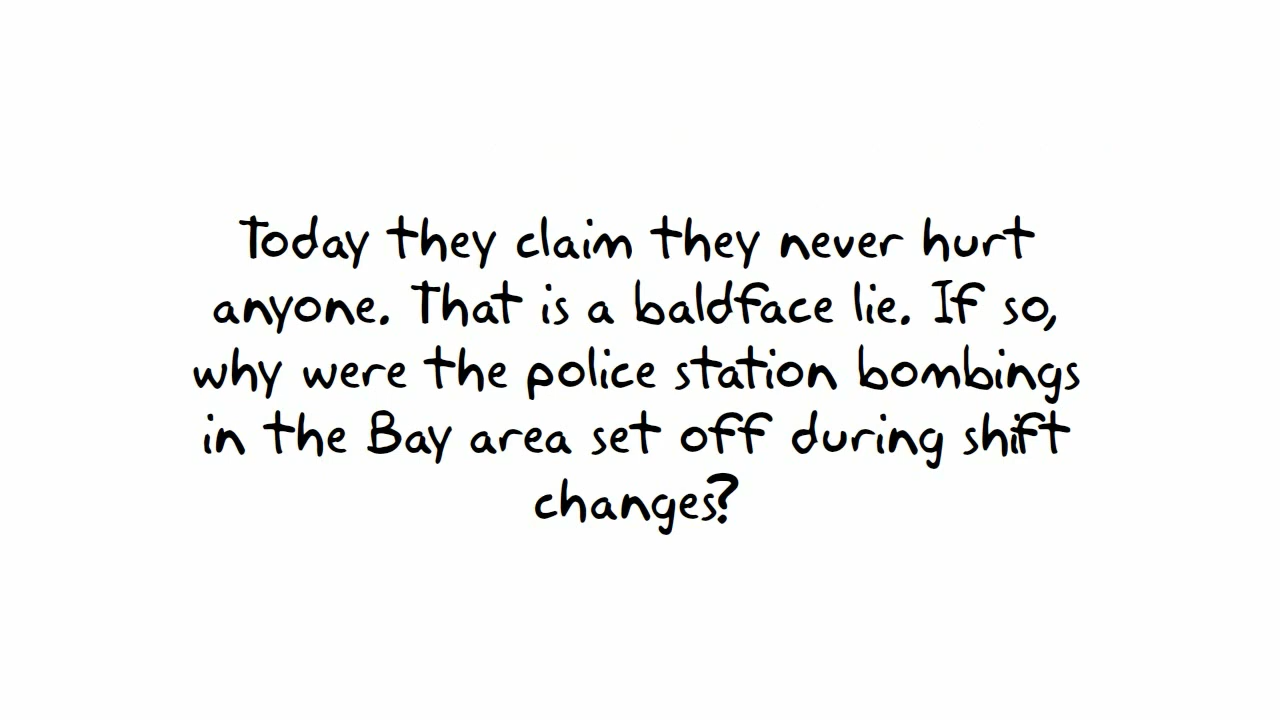 Today they claim they never hurt
anyone. That is a baldface lie. If so,
why were the police station bombings
in the Bay area set off during shift
changes?